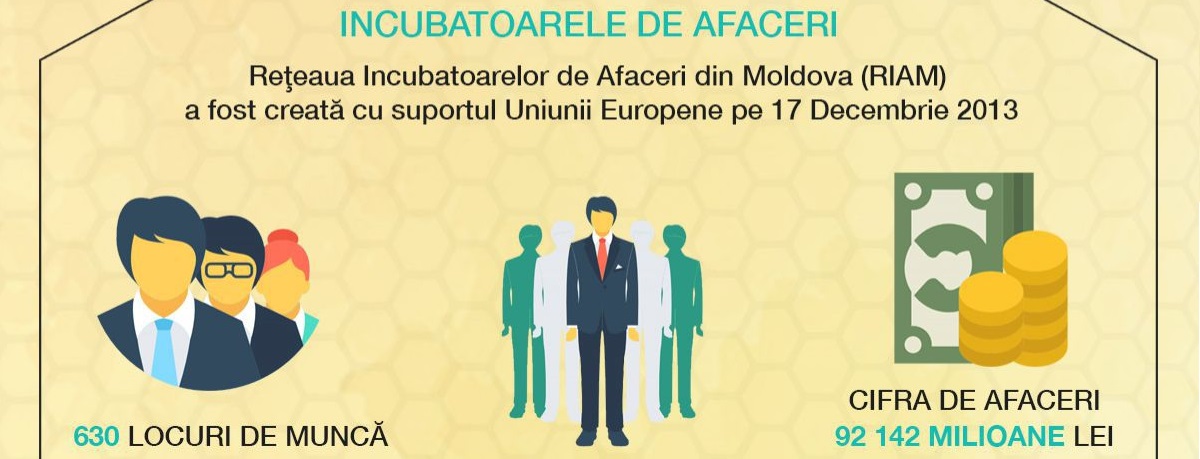 INCUBATOARELE DE AFACERI
Reţeaua Incubatoarelor de Afaceri din Moldova (RIAM)
a fost creată cu suportul Uniunii Europene pe 17 Decembrie 2013
630 LOCURI DE MUNCĂ
CIFRA DE AFACERI
92 142 MILIOANE LEI